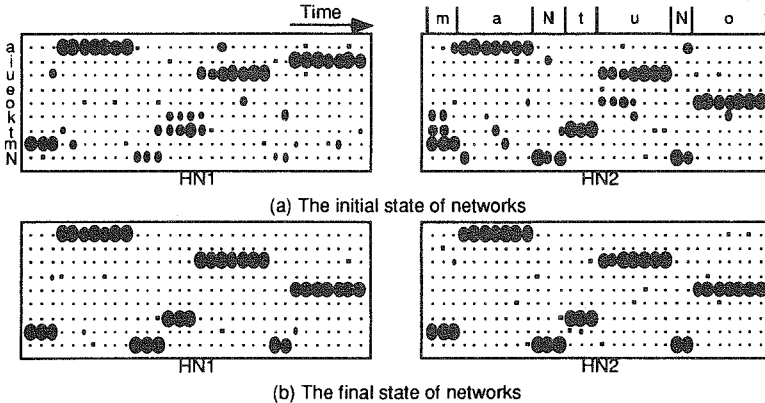 Time
m a N t u N o
a
i
u
e
o
k
t
m
N
HN1 HN2
(a) The initial state of networks
HN1 HN2
(b) The final state of networks